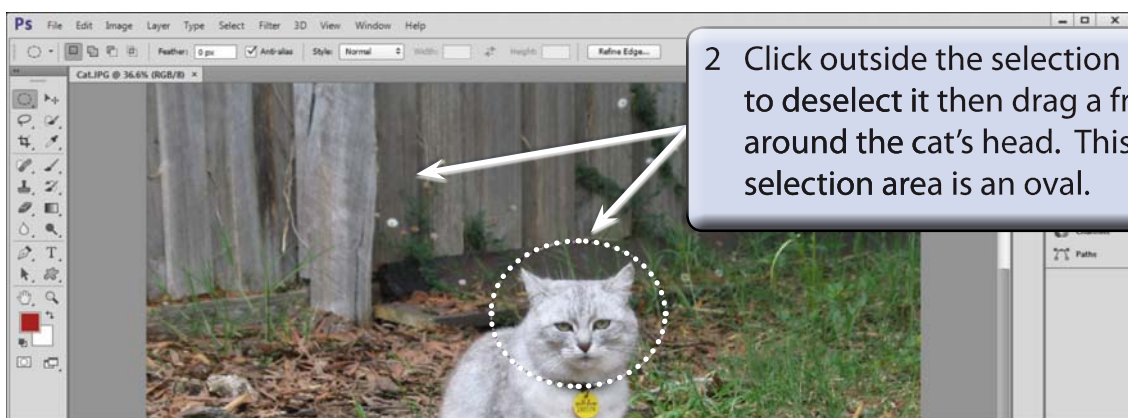 Ps File Edit Image Layer Type Select Filter 3D View Window Help
Feather: 0 px Anti-alias Style: Normal Width: Height: Refine Edge...
Cat.JPG @ 36.6% (RGB/8) ×
2 Click outside the selection
to deselect it then drag a fr
around the cat's head. This
selection area is an oval.
Paths